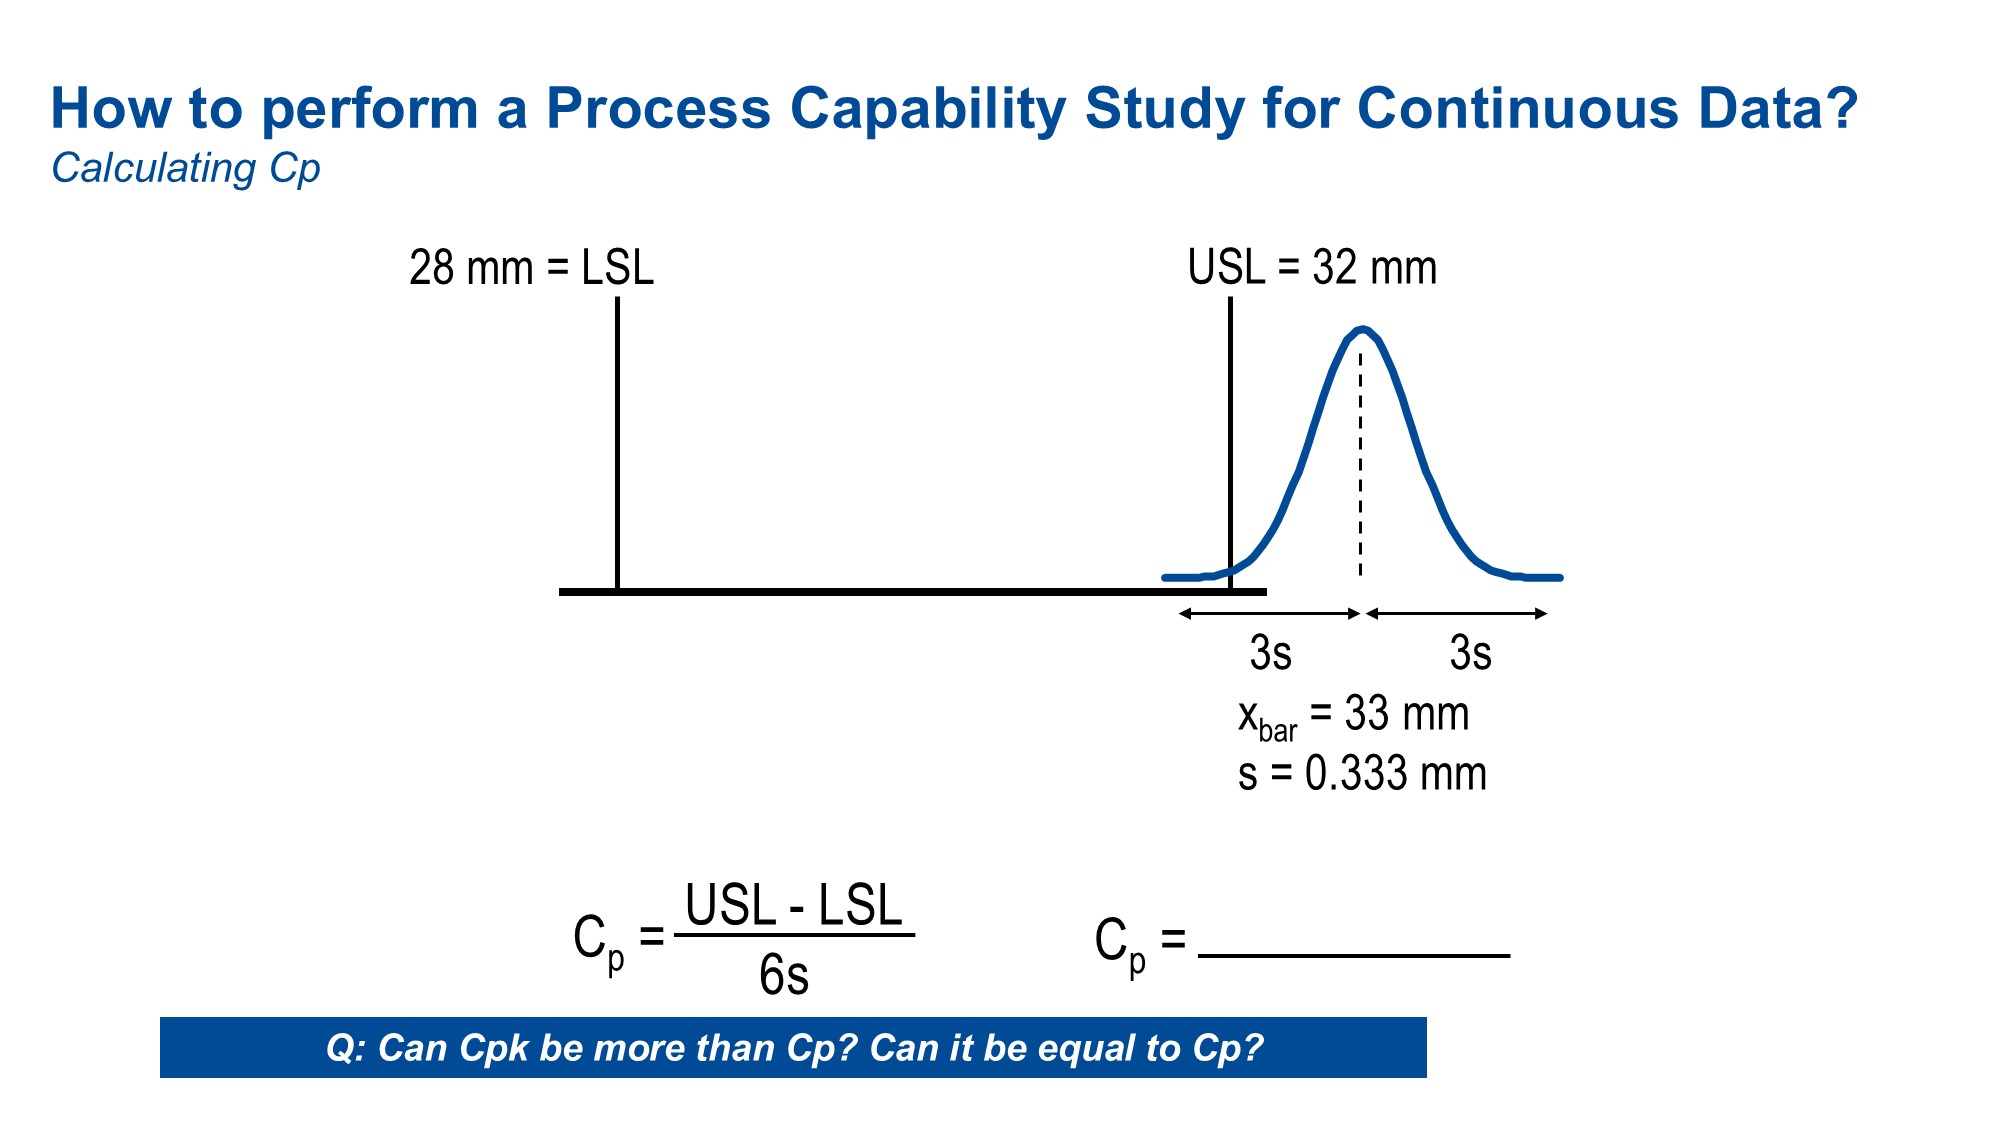 How to perform a Process Capability Study for Continuous Data?
Calculating Cp
28 mm = LSL
USL = 32 mm
3s
3s
xbar = 33 mm
s = 0.333 mm
Cp = USL - LSL
6s
Cp =
Q: Can Cpk be more than Cp? Can it be equal to Cp?